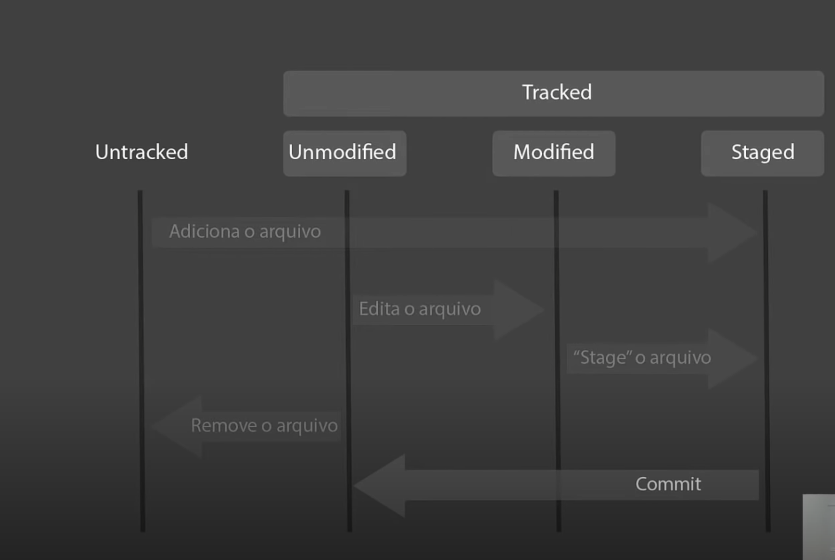 Tracked
Untracked
Unmodified
Modified
Staged
Adiciona o arquivo
Edita o arquivo
“Stage” o arquivo
Remove o arquivo
Commit